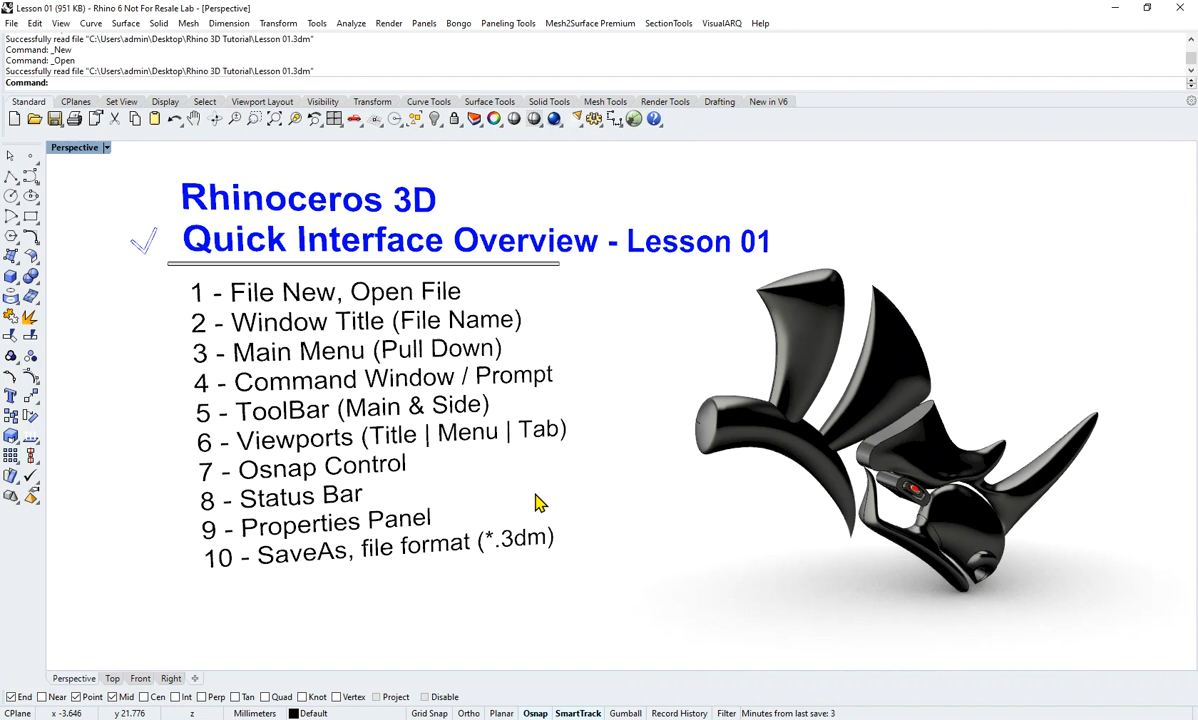 Lesson 01 (951 KB) - Rhino 6 Not For Resale Lab - [Perspective]
File Edit View Curve Surface Solid Mesh Dimension Transform Tools Analyze Render Panels Bongo Paneling Tools Mesh2Surface Premium SectionTools VisualARQ Help
Successfully read file "C:\Users\admin\Desktop\Rhino 3D Tutorial\Lesson 01.3dm"
Command: _New
Command: _Open
Successfully read file "C:\Users\admin\Desktop\Rhino 3D Tutorial\Lesson 01.3dm"
Command:
Standard CPlanes Set View Display Select Viewport Layout Visibility Transform Curve Tools Surface Tools Solid Tools Mesh Tools Render Tools Drafting New in V6
Perspective
Rhinoceros 3D
Quick Interface Overview - Lesson 01
1 - File New, Open File
2 - Window Title (File Name)
3 - Main Menu (Pull Down)
4 - Command Window / Prompt
5 - ToolBar (Main & Side)
6 - Viewports (Title | Menu | Tab)
7 - Osnap Control
8 - Status Bar
9 - Properties Panel
10 - SaveAs, file format (*.3dm)
Perspective Top Front Right
End Near Point Mid Cen Int Perp Tan Quad Knot Vertex Project Disable
CPlane x -3.646 y 21.776 z Millimeters Default Grid Snap Ortho Planar Osnap SmartTrack Gumball Record History Filter Minutes from last save: 3